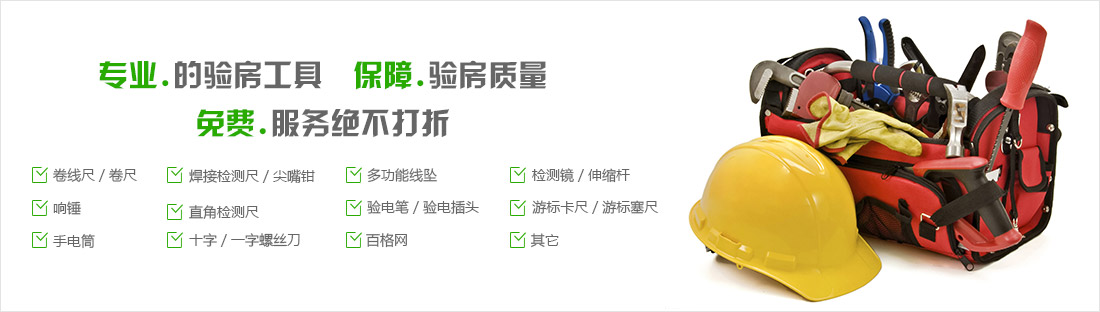 专业.的验房工具 保障.验房质量
免费.服务绝不打折
卷线尺 / 卷尺 焊接检测尺 / 尖嘴钳 多功能线坠 检测镜 / 伸缩杆
响锤 直角检测尺 验电笔 / 验电插头 游标卡尺 / 游标塞尺
手电筒 十字 / 一字螺丝刀 百格网 其它